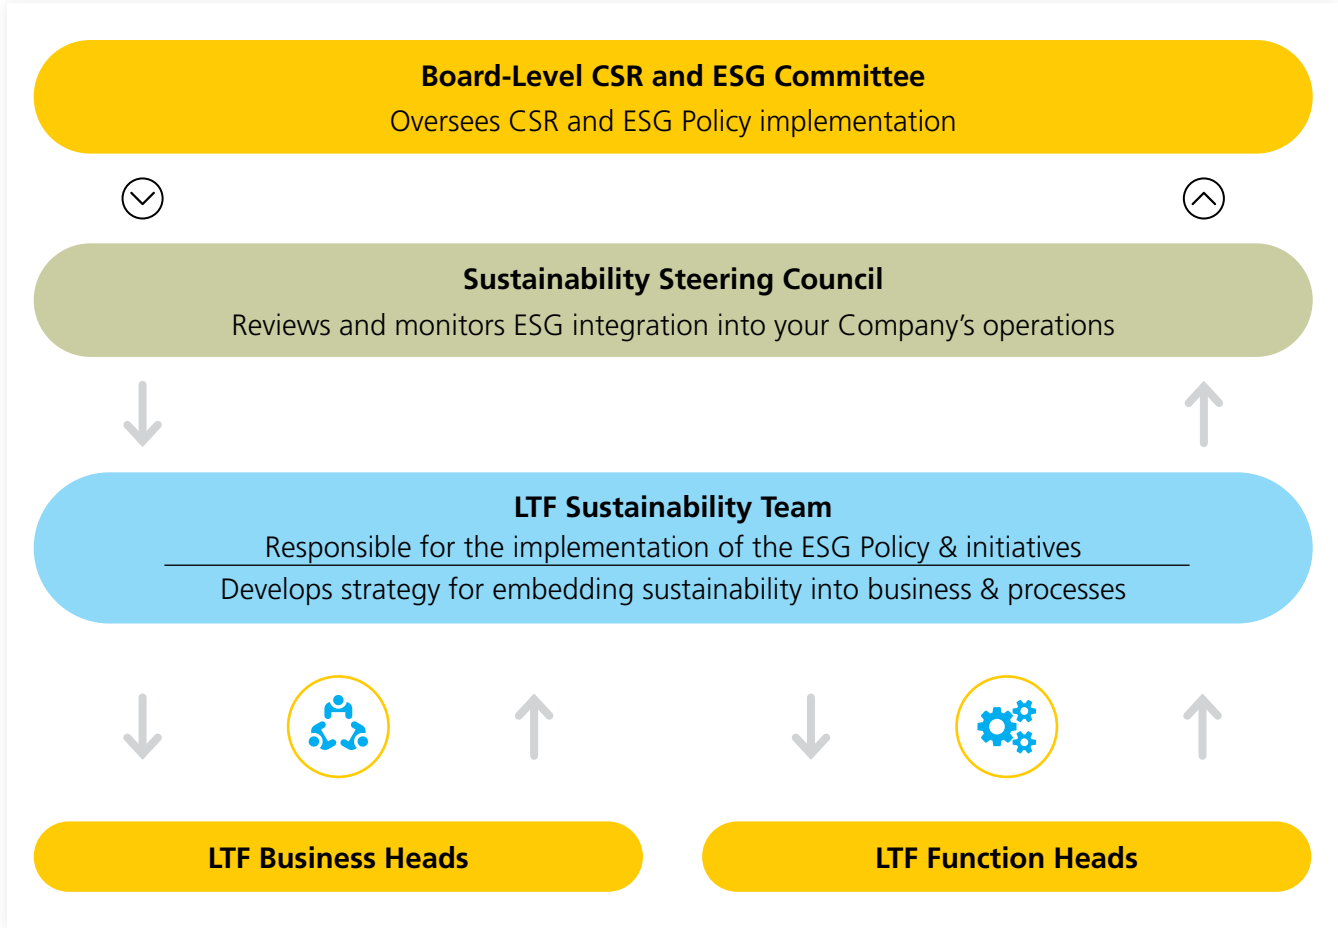 Board-Level CSR and ESG Committee
Oversees CSR and ESG Policy implementation
Sustainability Steering Council
Reviews and monitors ESG integration into your Company’s operations
LTF Sustainability Team
Responsible for the implementation of the ESG Policy & initiatives
Develops strategy for embedding sustainability into business & processes
LTF Business Heads
LTF Function Heads